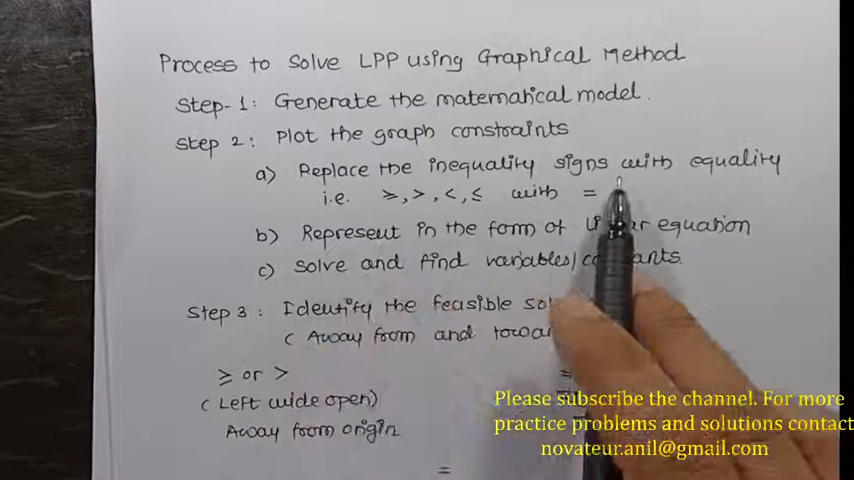 Process to Solve LPP using Graphical Method
Step-1: Generate the matematical model.
Step 2: Plot the graph constraints
a) Replace the inequality signs with equality
i.e. ≥, >, <, ≤ with =
b) Represent in the form of equation
c) Solve and find variables/
Step 3: Identify the feasible
( Away from and
≥ or >
( Left wide open)
Away from origin
=
=
Please subscribe the channel. For more
practice problems and solutions contact
novateur.anil@gmail.com